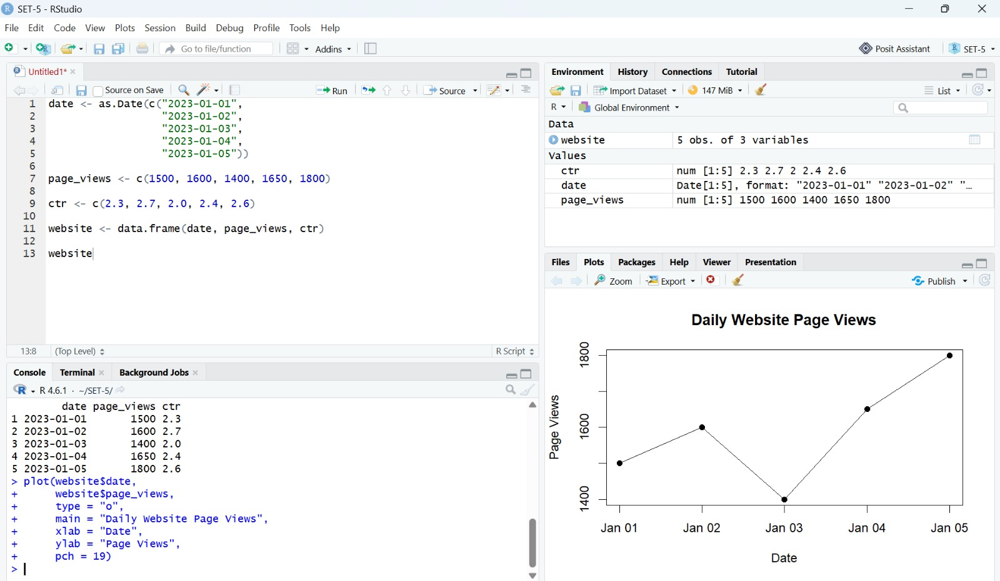 SET-5 - RStudio
File Edit Code View Plots Session Build Debug Profile Tools Help
Go to file/function Addins Posit Assistant SET-5
Untitled1*
Source on Save Run Source
1 date <- as.Date(c("2023-01-01",
2 "2023-01-02",
3 "2023-01-03",
4 "2023-01-04",
5 "2023-01-05"))
6
7 page_views <- c(1500, 1600, 1400, 1650, 1800)
8
9 ctr <- c(2.3, 2.7, 2.0, 2.4, 2.6)
10
11 website <- data.frame(date, page_views, ctr)
12
13 website
13:8 (Top Level) R Script
Console Terminal Background Jobs
R 4.6.1 · ~/SET-5/
date page_views ctr
1 2023-01-01 1500 2.3
2 2023-01-02 1600 2.7
3 2023-01-03 1400 2.0
4 2023-01-04 1650 2.4
5 2023-01-05 1800 2.6
> plot(website$date,
+ website$page_views,
+ type = "o",
+ main = "Daily Website Page Views",
+ xlab = "Date",
+ ylab = "Page Views",
+ pch = 19)
>
Environment History Connections Tutorial
Import Dataset 147 MiB List
R Global Environment
Data
website 5 obs. of 3 variables
Values
ctr num [1:5] 2.3 2.7 2 2.4 2.6
date Date[1:5], format: "2023-01-01" "2023-01-02" "…
page_views num [1:5] 1500 1600 1400 1650 1800
Files Plots Packages Help Viewer Presentation
Zoom Export Publish
Daily Website Page Views
Page Views
1800
1600
1400
Jan 01 Jan 02 Jan 03 Jan 04 Jan 05
Date